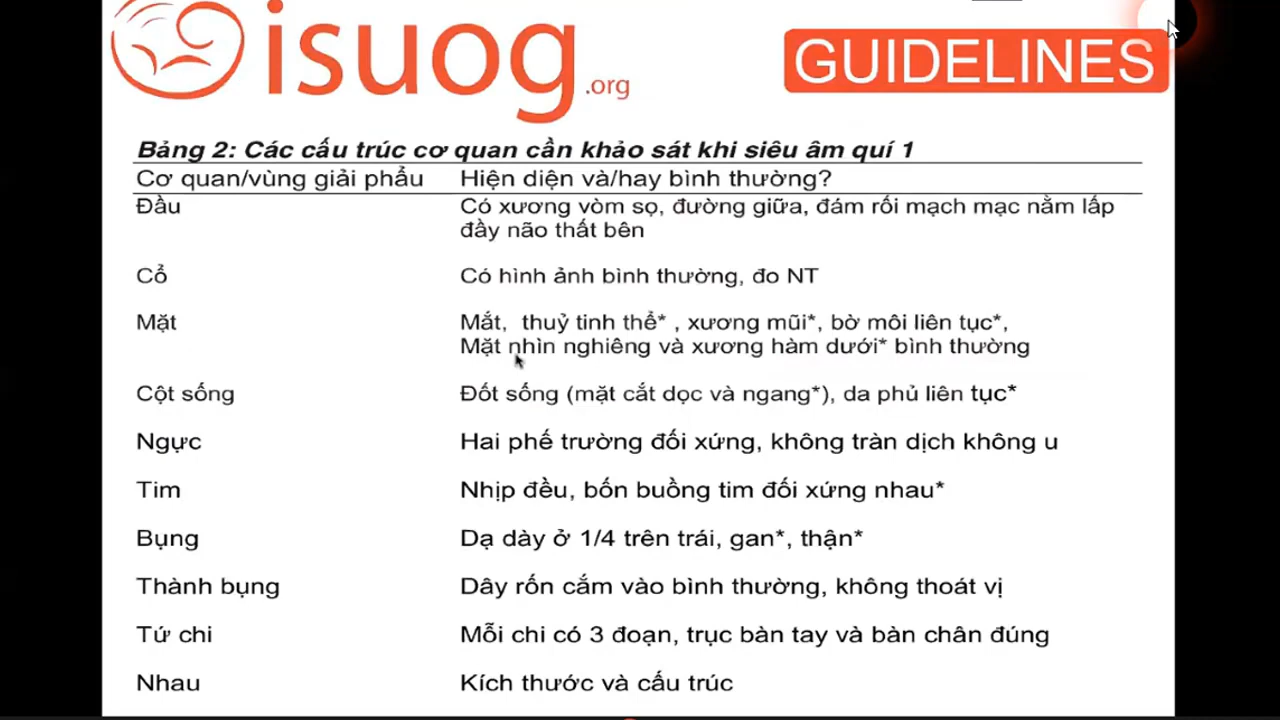 isuog.org
GUIDELINES
Bảng 2: Các cấu trúc cơ quan cần khảo sát khi siêu âm quí 1
Cơ quan/vùng giải phẩu Hiện diện và/hay bình thường?
Đầu Có xương vòm sọ, đường giữa, đám rối mạch mạc nằm lấp
đầy não thất bên
Cổ Có hình ảnh bình thường, đo NT
Mặt Mắt, thuỷ tinh thể* , xương mũi*, bờ môi liên tục*,
Mặt nhìn nghiêng và xương hàm dưới* bình thường
Cột sống Đốt sống (mặt cắt dọc và ngang*), da phủ liên tục*
Ngực Hai phế trường đối xứng, không tràn dịch không u
Tim Nhịp đều, bốn buồng tim đối xứng nhau*
Bụng Dạ dày ở 1/4 trên trái, gan*, thận*
Thành bụng Dây rốn cắm vào bình thường, không thoát vị
Tứ chi Mỗi chi có 3 đoạn, trục bàn tay và bàn chân đúng
Nhau Kích thước và cấu trúc